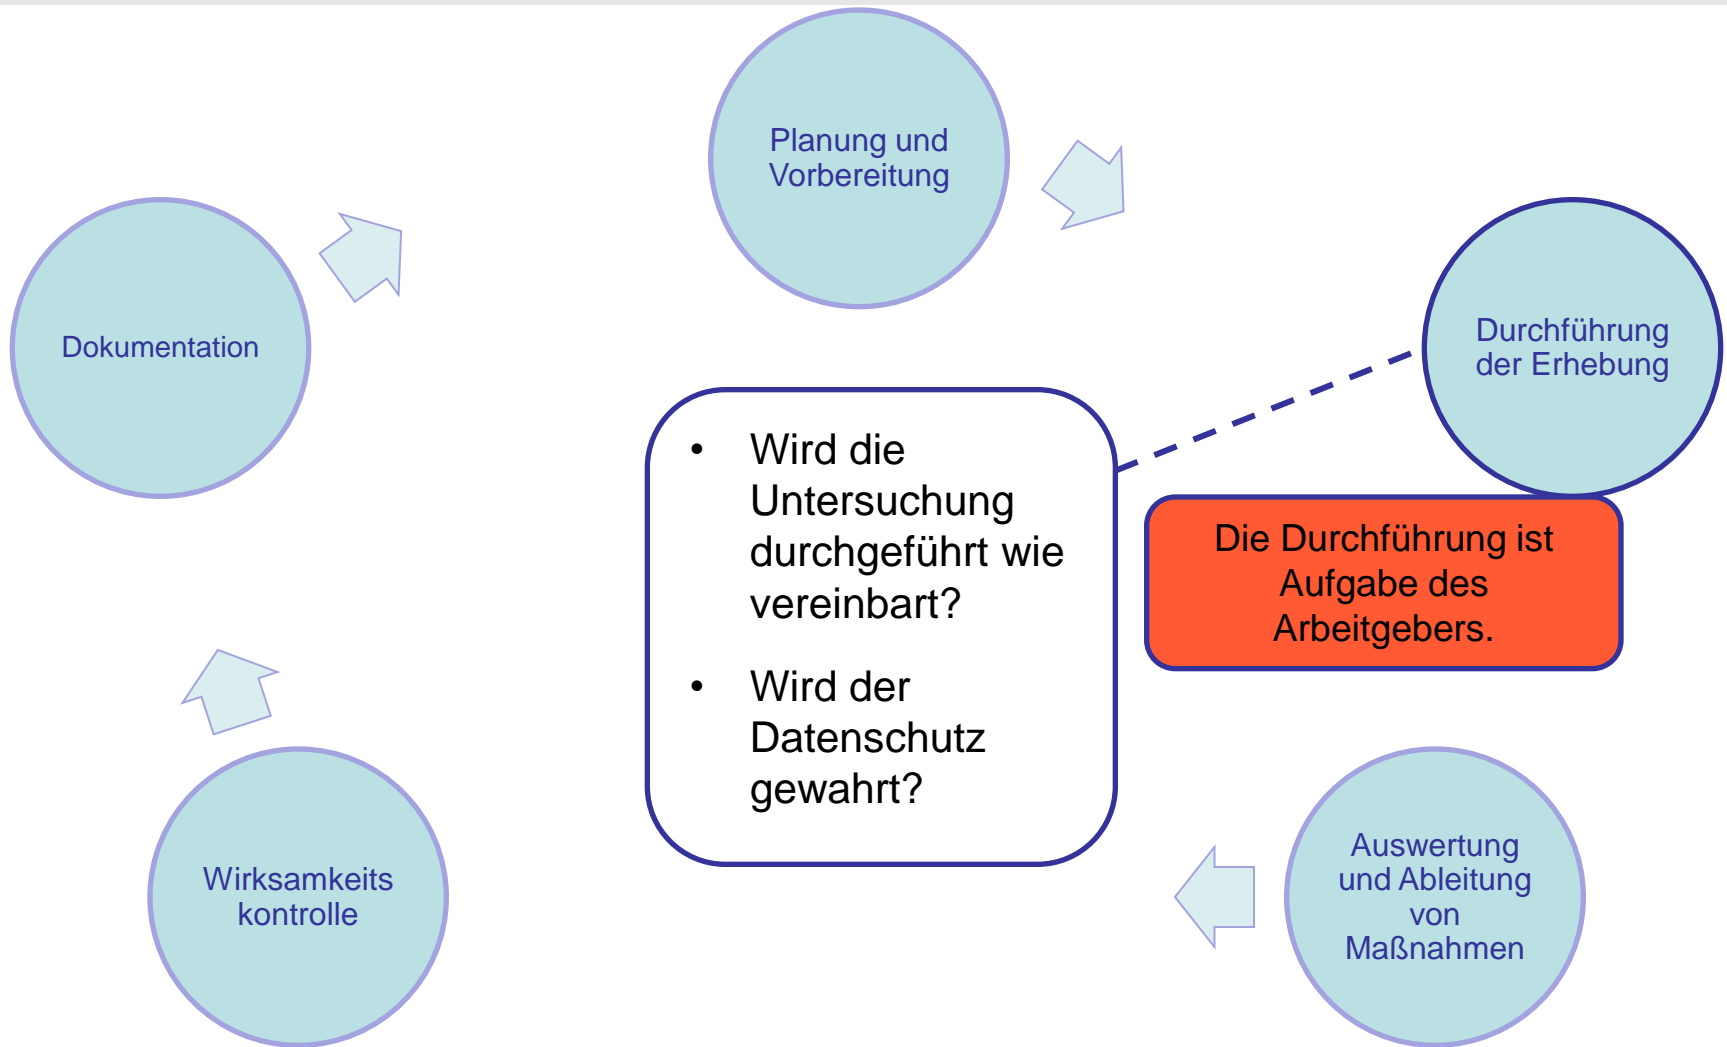 Planung und
Vorbereitung
Durchführung
der Erhebung
Dokumentation
• Wird die
Untersuchung
durchgeführt wie
vereinbart?
• Wird der
Datenschutz
gewahrt?
Die Durchführung ist
Aufgabe des
Arbeitgebers.
Auswertung
und Ableitung
von
Maßnahmen
Wirksamkeits
kontrolle